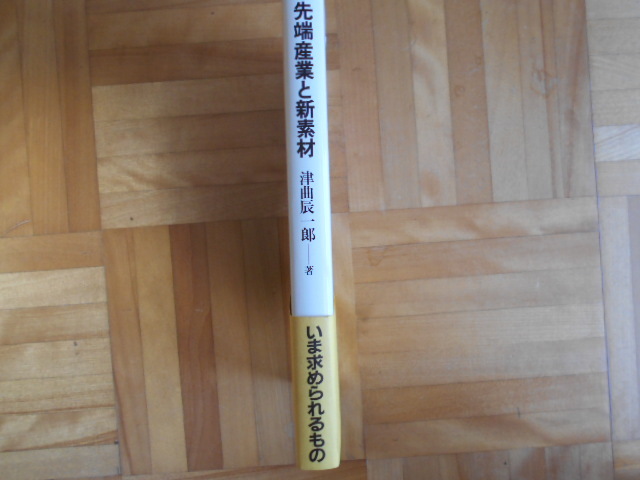 先端産業と新素材
津曲辰一郎──著
いま求められるもの